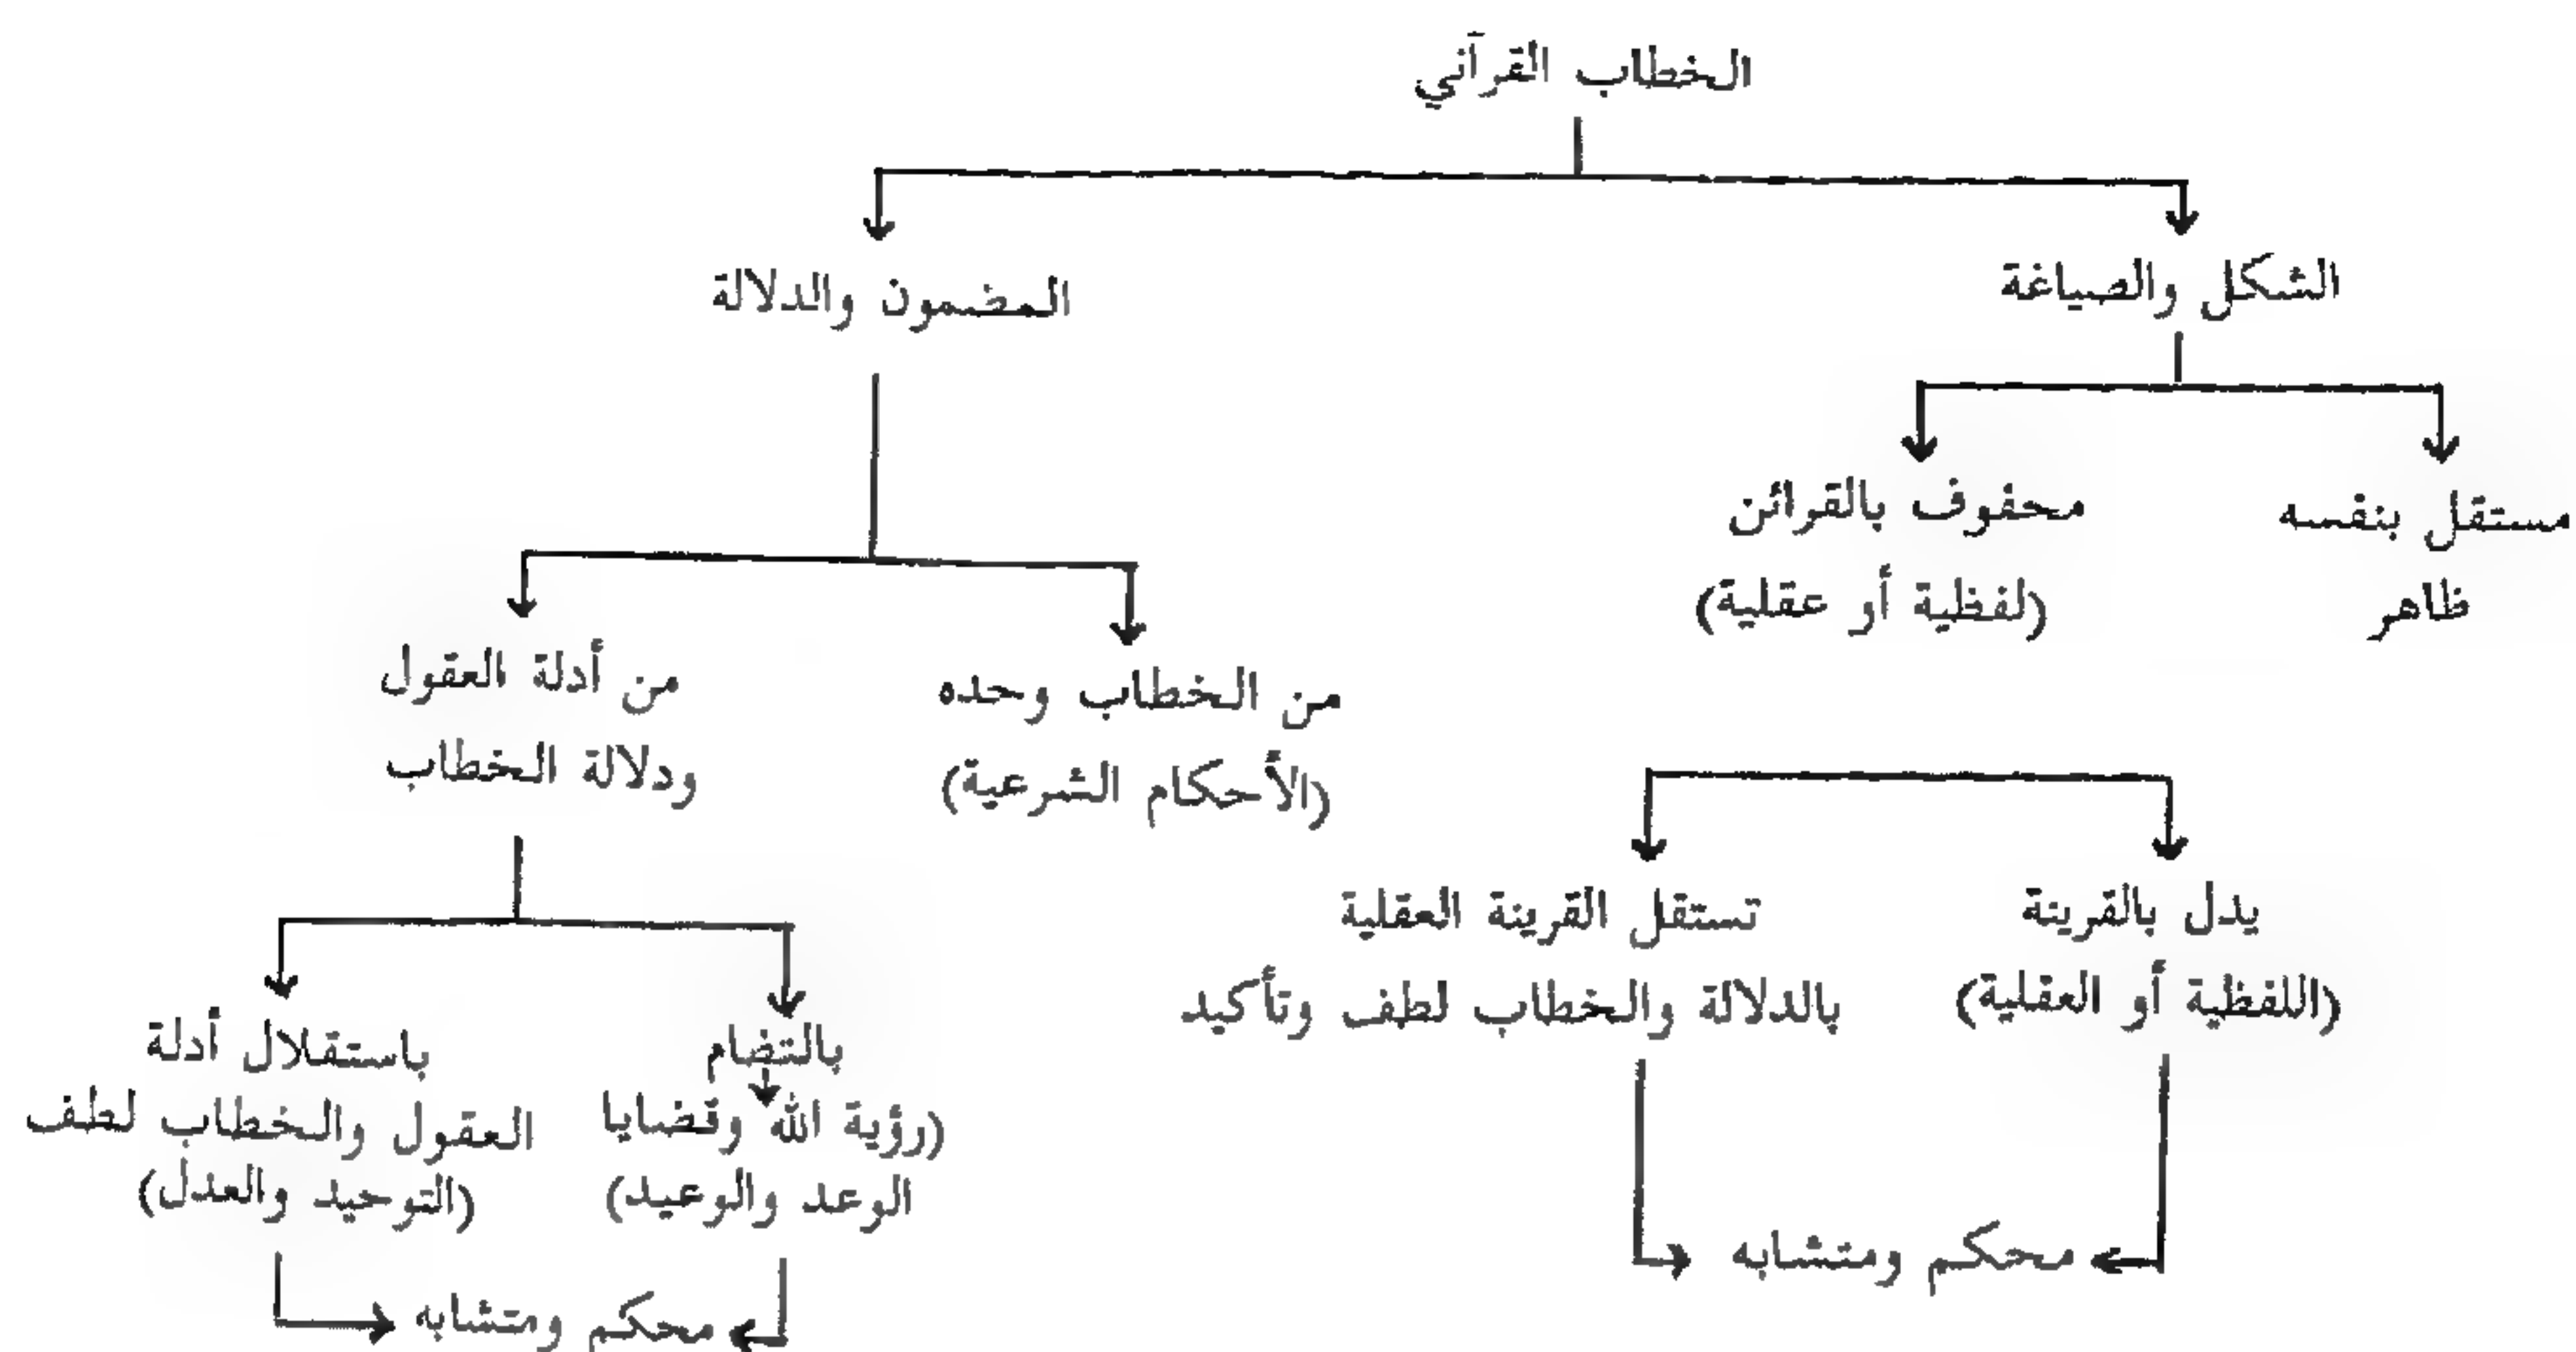 الخطاب القرآني
الشكل والصياغة
المضمون والدلالة
مستقل بنفسه
ظاهر
محفوف بالقرائن
(لفظية أو عقلية)
من الخطاب وحده
(الأحكام الشرعية)
من أدلة العقول
ودلالة الخطاب
يدل بالقرينة
(اللفظية أو العقلية)
تستقل القرينة العقلية
بالدلالة والخطاب لطف وتأكيد
محكم ومتشابه
بالتضام
(رؤية الله وقضايا
الوعد والوعيد)
باستقلال أدلة
العقول والخطاب لطف
(التوحيد والعدل)
محكم ومتشابه